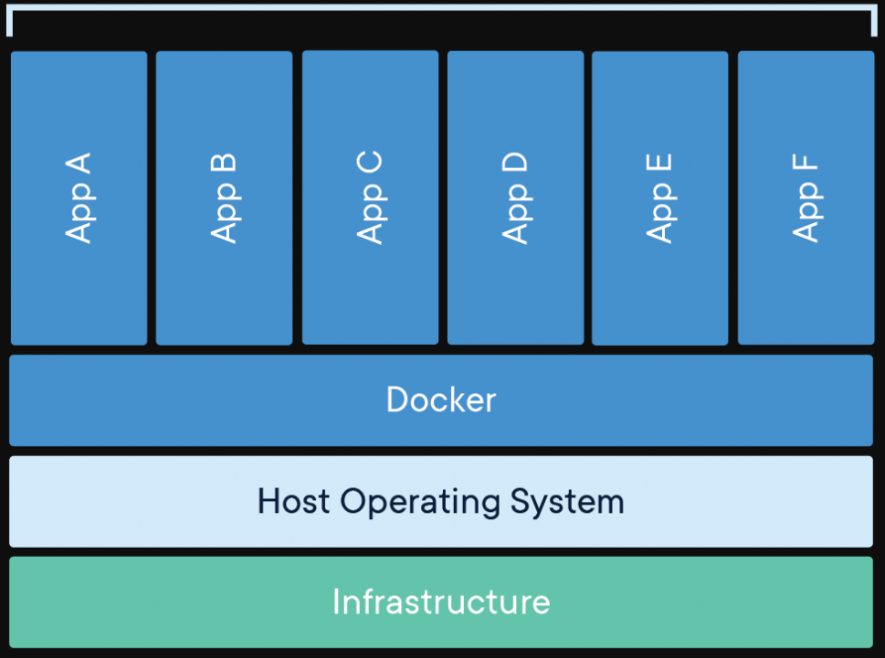 App A
App B
App C
App D
App E
App F
Docker
Host Operating System
Infrastructure